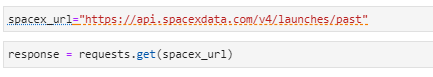 spacex_url="https://api.spacexdata.com/v4/launches/past"
response = requests.get(spacex_url)